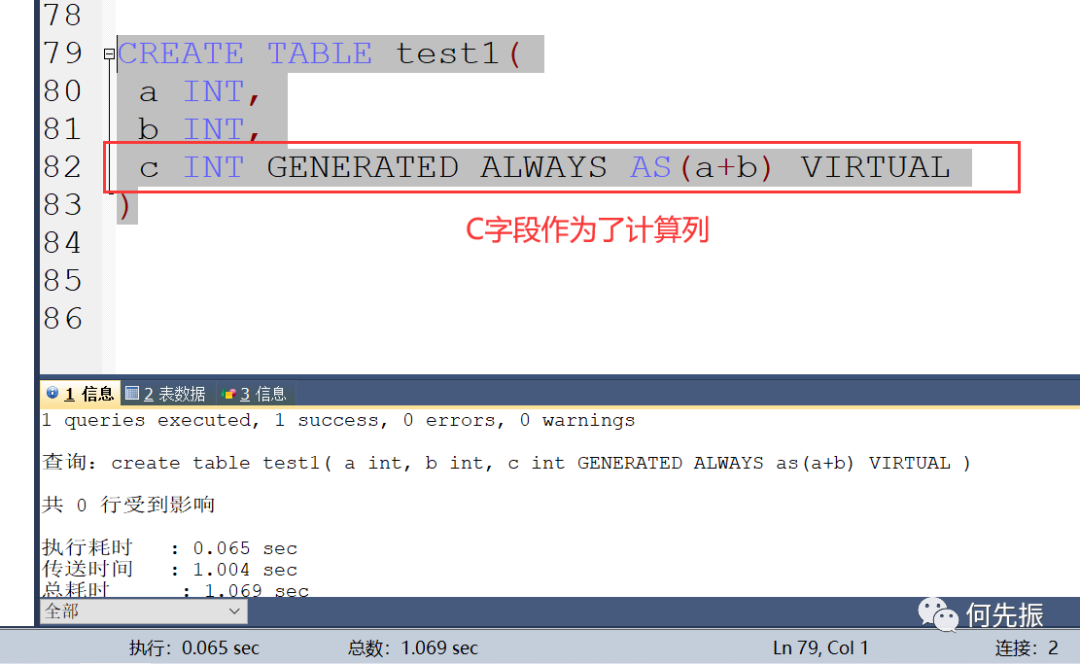 78
79 CREATE TABLE test1(
80 a INT,
81 b INT,
82 c INT GENERATED ALWAYS AS(a+b) VIRTUAL
83 )
84
C字段作为了计算列
85
86
1 信息 2 表数据 3 信息
1 queries executed, 1 success, 0 errors, 0 warnings
查询: create table test1( a int, b int, c int GENERATED ALWAYS as(a+b) VIRTUAL )
共 0 行受到影响
执行耗时 : 0.065 sec
传送时间 : 1.004 sec
总耗时 : 1.069 sec
全部
何先振
执行: 0.065 sec 总数: 1.069 sec Ln 79, Col 1 连接: 2